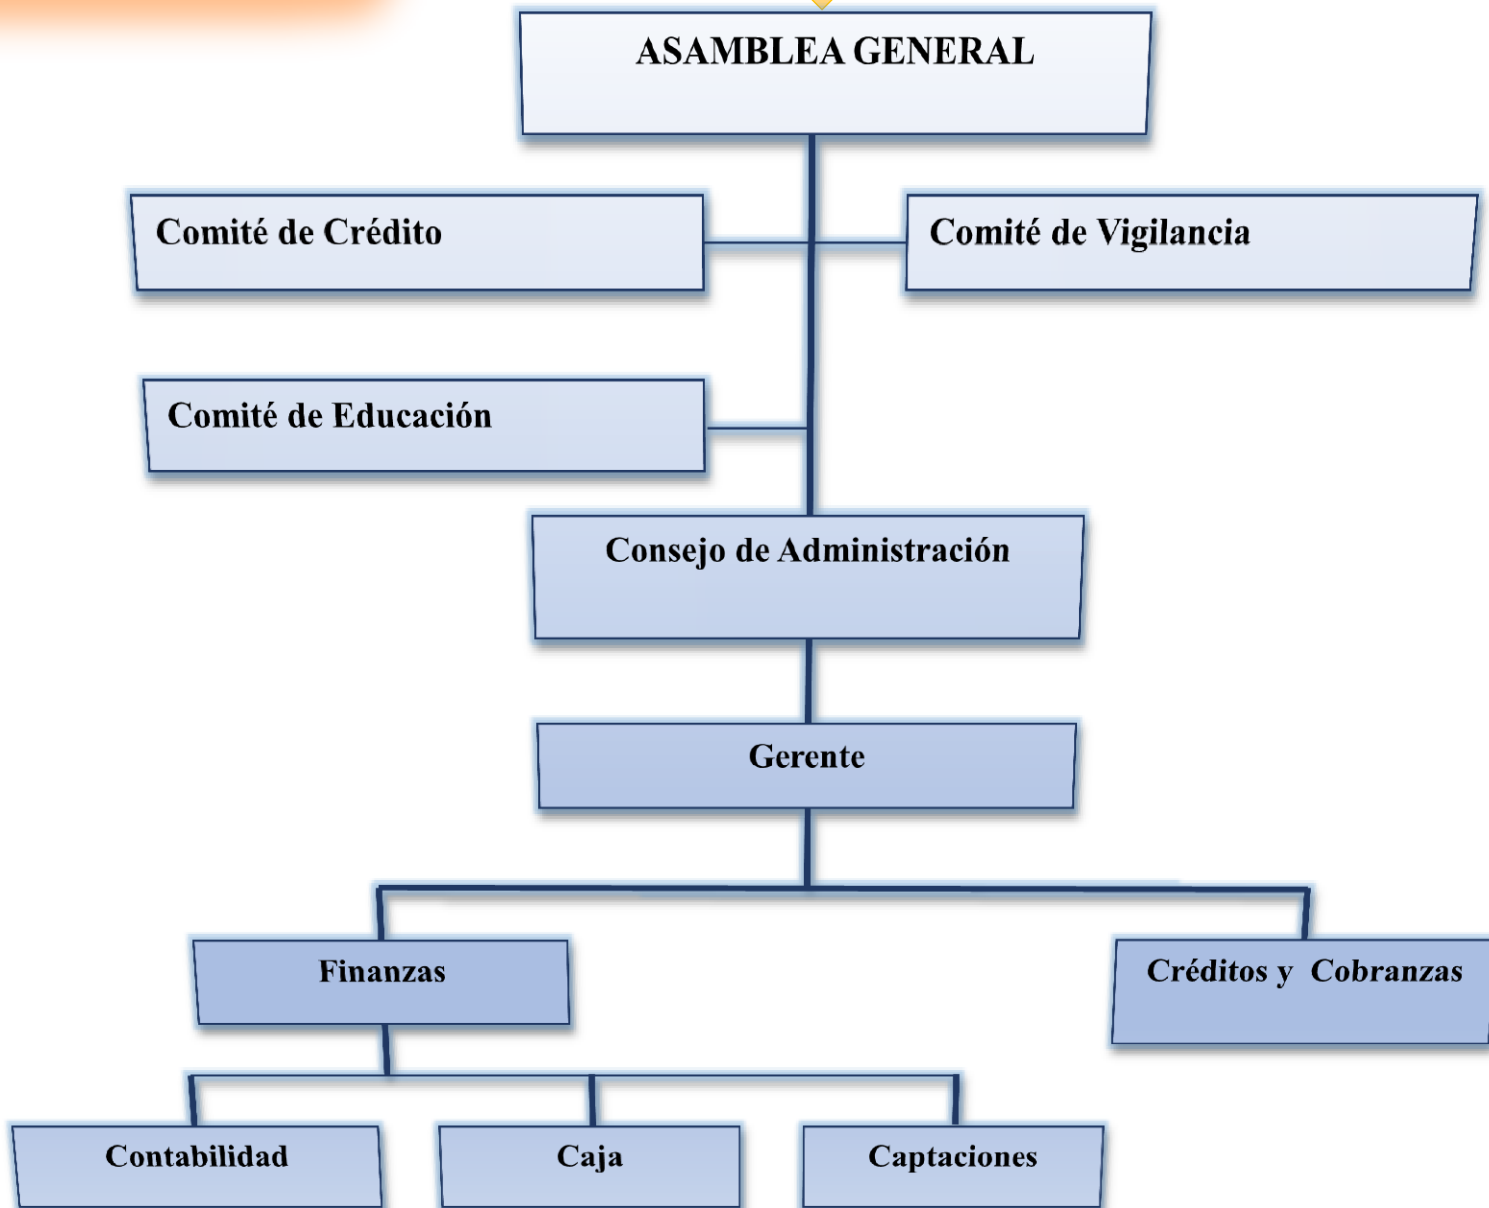 ASAMBLEA GENERAL
Comité de Crédito
Comité de Vigilancia
Comité de Educación
Consejo de Administración
Gerente
Finanzas
Créditos y Cobranzas
Contabilidad
Caja
Captaciones